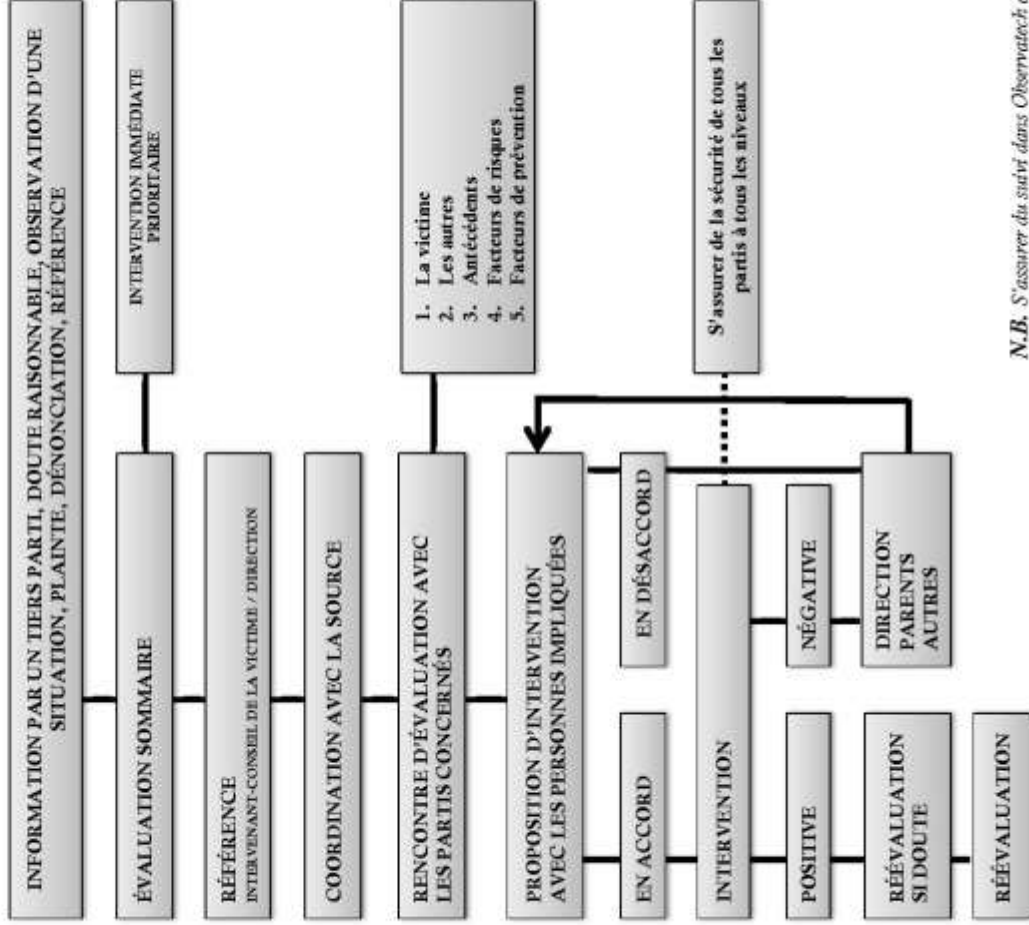 INFORMATION PAR UN TIERS PARTI, DOUTE RAISONNABLE, OBSERVATION D'UNE
SITUATION, PLAINTE, DÉNONCIATION, RÉFÉRENCE
ÉVALUATION SOMMAIRE
INTERVENTION IMMÉDIATE
PRIORITAIRE
RÉFÉRENCE
INTERVENANT-CONSEIL DE LA VICTIME / DIRECTION
COORDINATION AVEC LA SOURCE
RENCONTRE D'ÉVALUATION AVEC
LES PARTIS CONCERNÉS
1. La victime
2. Les autres
3. Antécédents
4. Facteurs de risques
5. Facteurs de prévention
PROPOSITION D'INTERVENTION
AVEC LES PERSONNES IMPLIQUÉES
EN ACCORD
EN DÉSACCORD
INTERVENTION
S'assurer de la sécurité de tous les
partis à tous les niveaux
POSITIVE
NÉGATIVE
RÉÉVALUATION
SI DOUTE
DIRECTION
PARENTS
AUTRES
RÉÉVALUATION
N.B. S'assurer du suivi dans Observatech